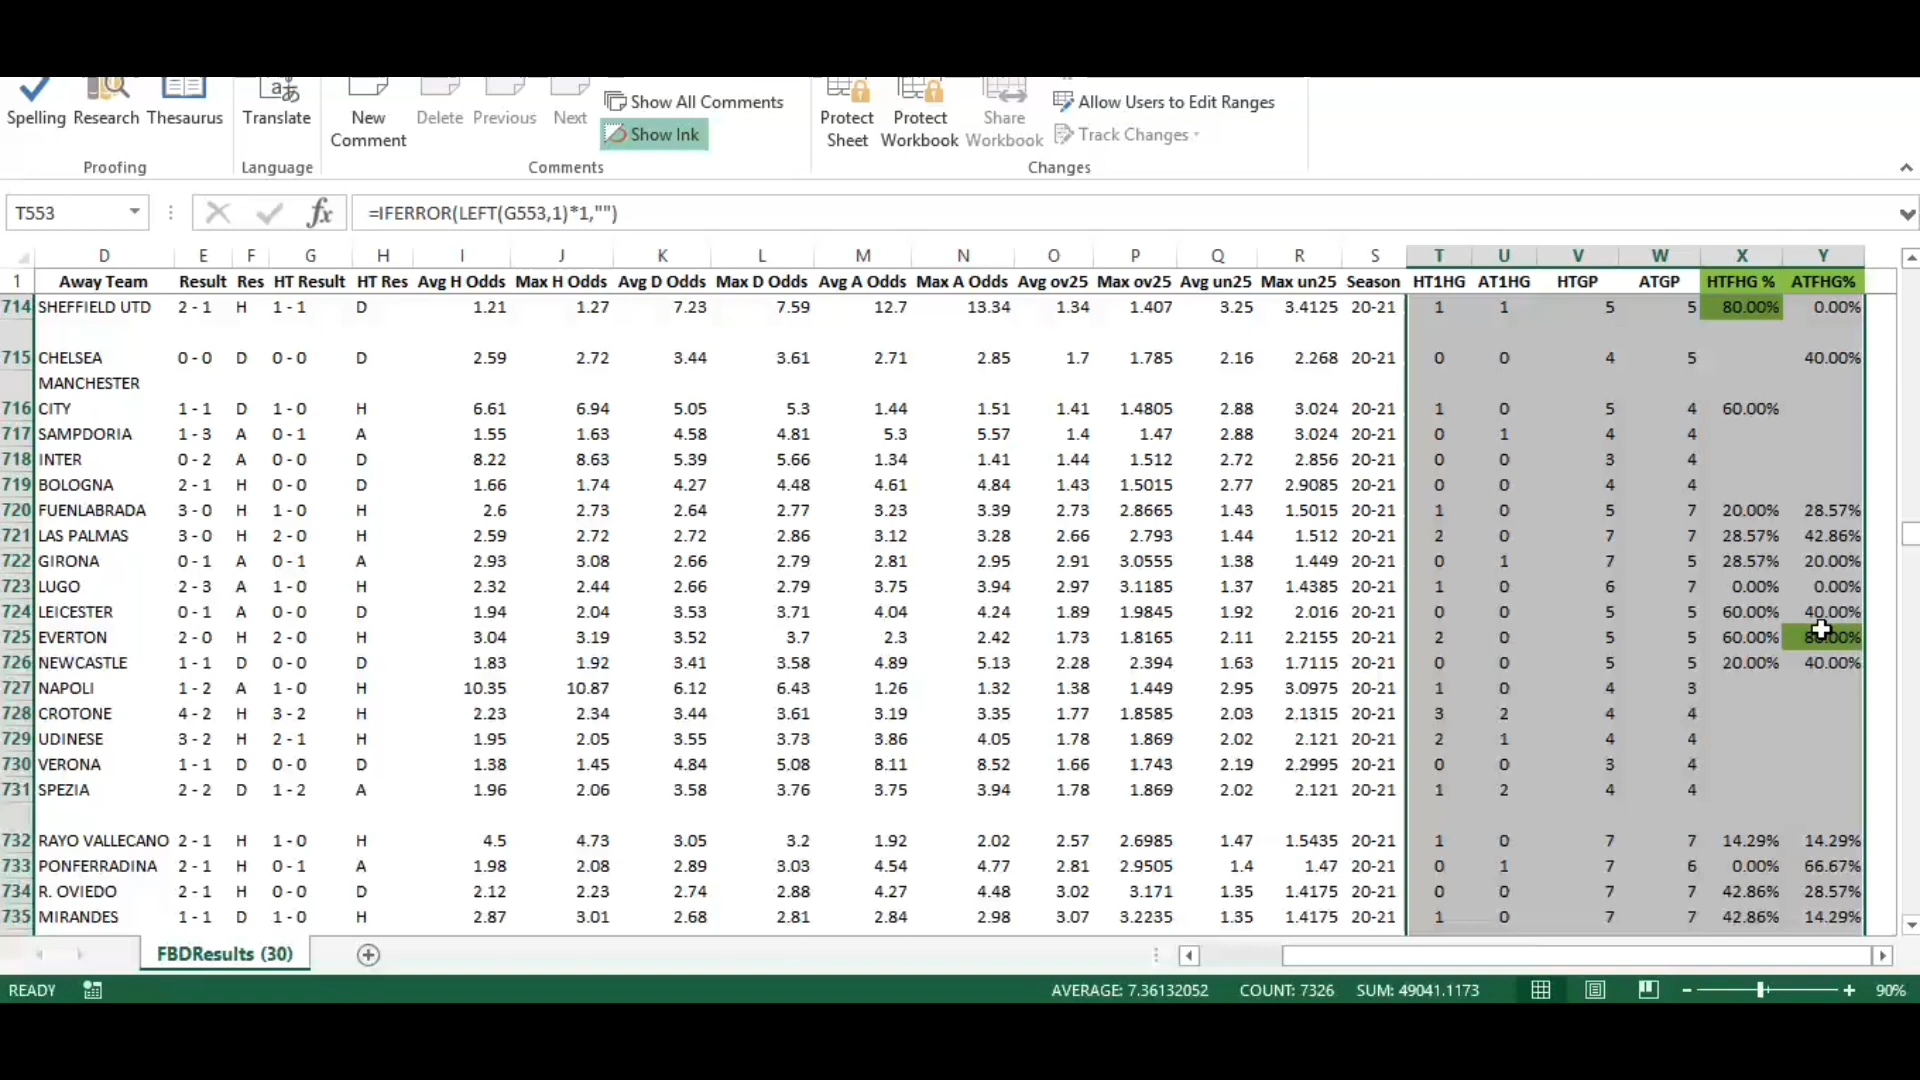 Spelling Research Thesaurus Translate New Comment Delete Previous Next Show All Comments Protect Sheet Protect Workbook Share Workbook Allow Users to Edit Ranges
Show Ink Track Changes
Proofing Language Comments Changes
T553 fx =IFERROR(LEFT(G553,1)*1,"")
D E F G H I J K L M N O P Q R S T U V W X Y
1 Away Team Result Res HT Result HT Res Avg H Odds Max H Odds Avg D Odds Max D Odds Avg A Odds Max A Odds Avg ov25 Max ov25 Avg un25 Max un25 Season HT1HG AT1HG HTGP ATGP HTFHG % ATFHG%
714 SHEFFIELD UTD 2 - 1 H 1 - 1 D 1.21 1.27 7.23 7.59 12.7 13.34 1.34 1.407 3.25 3.4125 20-21 1 1 5 5 80.00% 0.00%
715 CHELSEA 0 - 0 D 0 - 0 D 2.59 2.72 3.44 3.61 2.71 2.85 1.7 1.785 2.16 2.268 20-21 0 0 4 5 40.00%
MANCHESTER
716 CITY 1 - 1 D 1 - 0 H 6.61 6.94 5.05 5.3 1.44 1.51 1.41 1.4805 2.88 3.024 20-21 1 0 5 4 60.00%
717 SAMPDORIA 1 - 3 A 0 - 1 A 1.55 1.63 4.58 4.81 5.3 5.57 1.4 1.47 2.88 3.024 20-21 0 1 4 4
718 INTER 0 - 2 A 0 - 0 D 8.22 8.63 5.39 5.66 1.34 1.41 1.44 1.512 2.72 2.856 20-21 0 0 3 4
719 BOLOGNA 2 - 1 H 0 - 0 D 1.66 1.74 4.27 4.48 4.61 4.84 1.43 1.5015 2.77 2.9085 20-21 0 0 4 4
720 FUENLABRADA 3 - 0 H 1 - 0 H 2.6 2.73 2.64 2.77 3.23 3.39 2.73 2.8665 1.43 1.5015 20-21 1 0 5 7 20.00% 28.57%
721 LAS PALMAS 3 - 0 H 2 - 0 H 2.59 2.72 2.72 2.86 3.12 3.28 2.66 2.793 1.44 1.512 20-21 2 0 7 7 28.57% 42.86%
722 GIRONA 0 - 1 A 0 - 1 A 2.93 3.08 2.66 2.79 2.81 2.95 2.91 3.0555 1.38 1.449 20-21 0 1 7 5 28.57% 20.00%
723 LUGO 2 - 3 A 1 - 0 H 2.32 2.44 2.66 2.79 3.75 3.94 2.97 3.1185 1.37 1.4385 20-21 1 0 6 7 0.00% 0.00%
724 LEICESTER 0 - 1 A 0 - 0 D 1.94 2.04 3.53 3.71 4.04 4.24 1.89 1.9845 1.92 2.016 20-21 0 0 5 5 60.00% 40.00%
725 EVERTON 2 - 0 H 2 - 0 H 3.04 3.19 3.52 3.7 2.3 2.42 1.73 1.8165 2.11 2.2155 20-21 2 0 5 5 60.00% 80.00%
726 NEWCASTLE 1 - 1 D 0 - 0 D 1.83 1.92 3.41 3.58 4.89 5.13 2.28 2.394 1.63 1.7115 20-21 0 0 5 5 20.00% 40.00%
727 NAPOLI 1 - 2 A 1 - 0 H 10.35 10.87 6.12 6.43 1.26 1.32 1.38 1.449 2.95 3.0975 20-21 1 0 4 3
728 CROTONE 4 - 2 H 3 - 2 H 2.23 2.34 3.44 3.61 3.19 3.35 1.77 1.8585 2.03 2.1315 20-21 3 2 4 4
729 UDINESE 3 - 2 H 2 - 1 H 1.95 2.05 3.55 3.73 3.86 4.05 1.78 1.869 2.02 2.121 20-21 2 1 4 4
730 VERONA 1 - 1 D 0 - 0 D 1.38 1.45 4.84 5.08 8.11 8.52 1.66 1.743 2.19 2.2995 20-21 0 0 3 4
731 SPEZIA 2 - 2 D 1 - 2 A 1.96 2.06 3.58 3.76 3.75 3.94 1.78 1.869 2.02 2.121 20-21 1 2 4 4
732 RAYO VALLECANO 2 - 1 H 1 - 0 H 4.5 4.73 3.05 3.2 1.92 2.02 2.57 2.6985 1.47 1.5435 20-21 1 0 7 7 14.29% 14.29%
733 PONFERRADINA 2 - 1 H 0 - 1 A 1.98 2.08 2.89 3.03 4.54 4.77 2.81 2.9505 1.4 1.47 20-21 0 1 7 6 0.00% 66.67%
734 R. OVIEDO 2 - 1 H 0 - 0 D 2.12 2.23 2.74 2.88 4.27 4.48 3.02 3.171 1.35 1.4175 20-21 0 0 7 7 42.86% 28.57%
735 MIRANDES 1 - 1 D 1 - 0 H 2.87 3.01 2.68 2.81 2.84 2.98 3.07 3.2235 1.35 1.4175 20-21 1 0 7 7 42.86% 14.29%
FBDResults (30)
READY AVERAGE: 7.36132052 COUNT: 7326 SUM: 49041.1173 90%